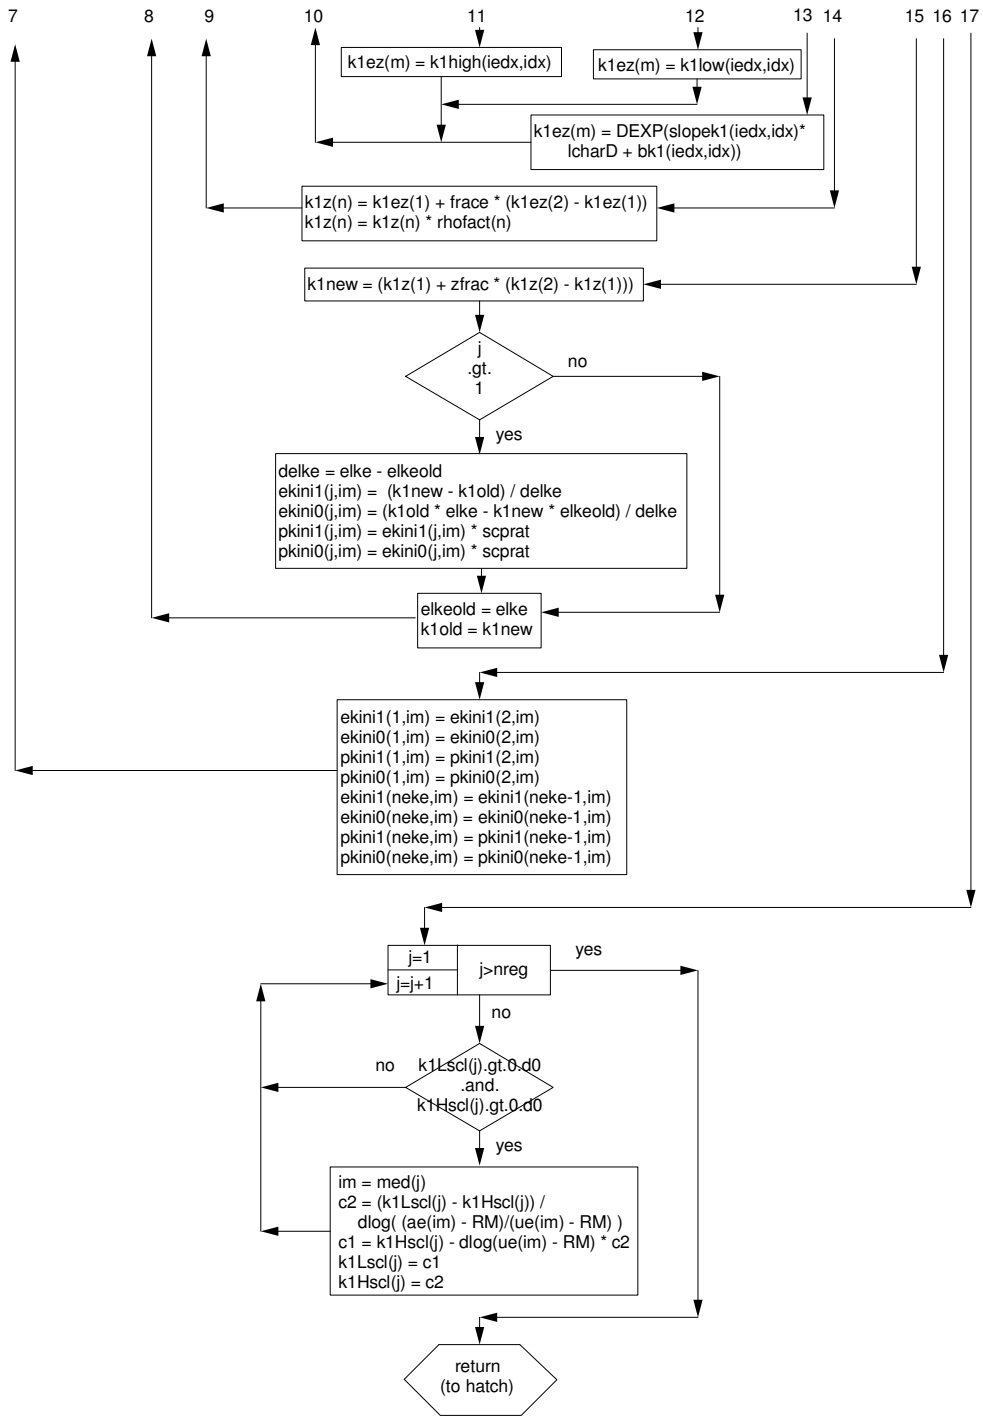 7 8 9 10 11 12 13 14 15 16 17
k1ez(m) = k1high(iedx,idx)
k1ez(m) = k1low(iedx,idx)
k1ez(m) = DEXP(slopek1(iedx,idx)*
lcharD + bk1(iedx,idx))
k1z(n) = k1ez(1) + frace * (k1ez(2) - k1ez(1))
k1z(n) = k1z(n) * rhofact(n)
k1new = (k1z(1) + zfrac * (k1z(2) - k1z(1)))
j
.gt.
1
no
yes
delke = elke - elkeold
ekini1(j,im) = (k1new - k1old) / delke
ekini0(j,im) = (k1old * elke - k1new * elkeold) / delke
pkini1(j,im) = ekini1(j,im) * scprat
pkini0(j,im) = ekini0(j,im) * scprat
elkeold = elke
k1old = k1new
ekini1(1,im) = ekini1(2,im)
ekini0(1,im) = ekini0(2,im)
pkini1(1,im) = pkini1(2,im)
pkini0(1,im) = pkini0(2,im)
ekini1(neke,im) = ekini1(neke-1,im)
ekini0(neke,im) = ekini0(neke-1,im)
pkini1(neke,im) = pkini1(neke-1,im)
pkini0(neke,im) = pkini0(neke-1,im)
j=1
j=j+1
j>nreg
yes
no
k1Lscl(j).gt.0.d0
.and.
k1Hscl(j).gt.0.d0
no
yes
im = med(j)
c2 = (k1Lscl(j) - k1Hscl(j)) /
dlog( (ae(im) - RM)/(ue(im) - RM) )
c1 = k1Hscl(j) - dlog(ue(im) - RM) * c2
k1Lscl(j) = c1
k1Hscl(j) = c2
return
(to hatch)